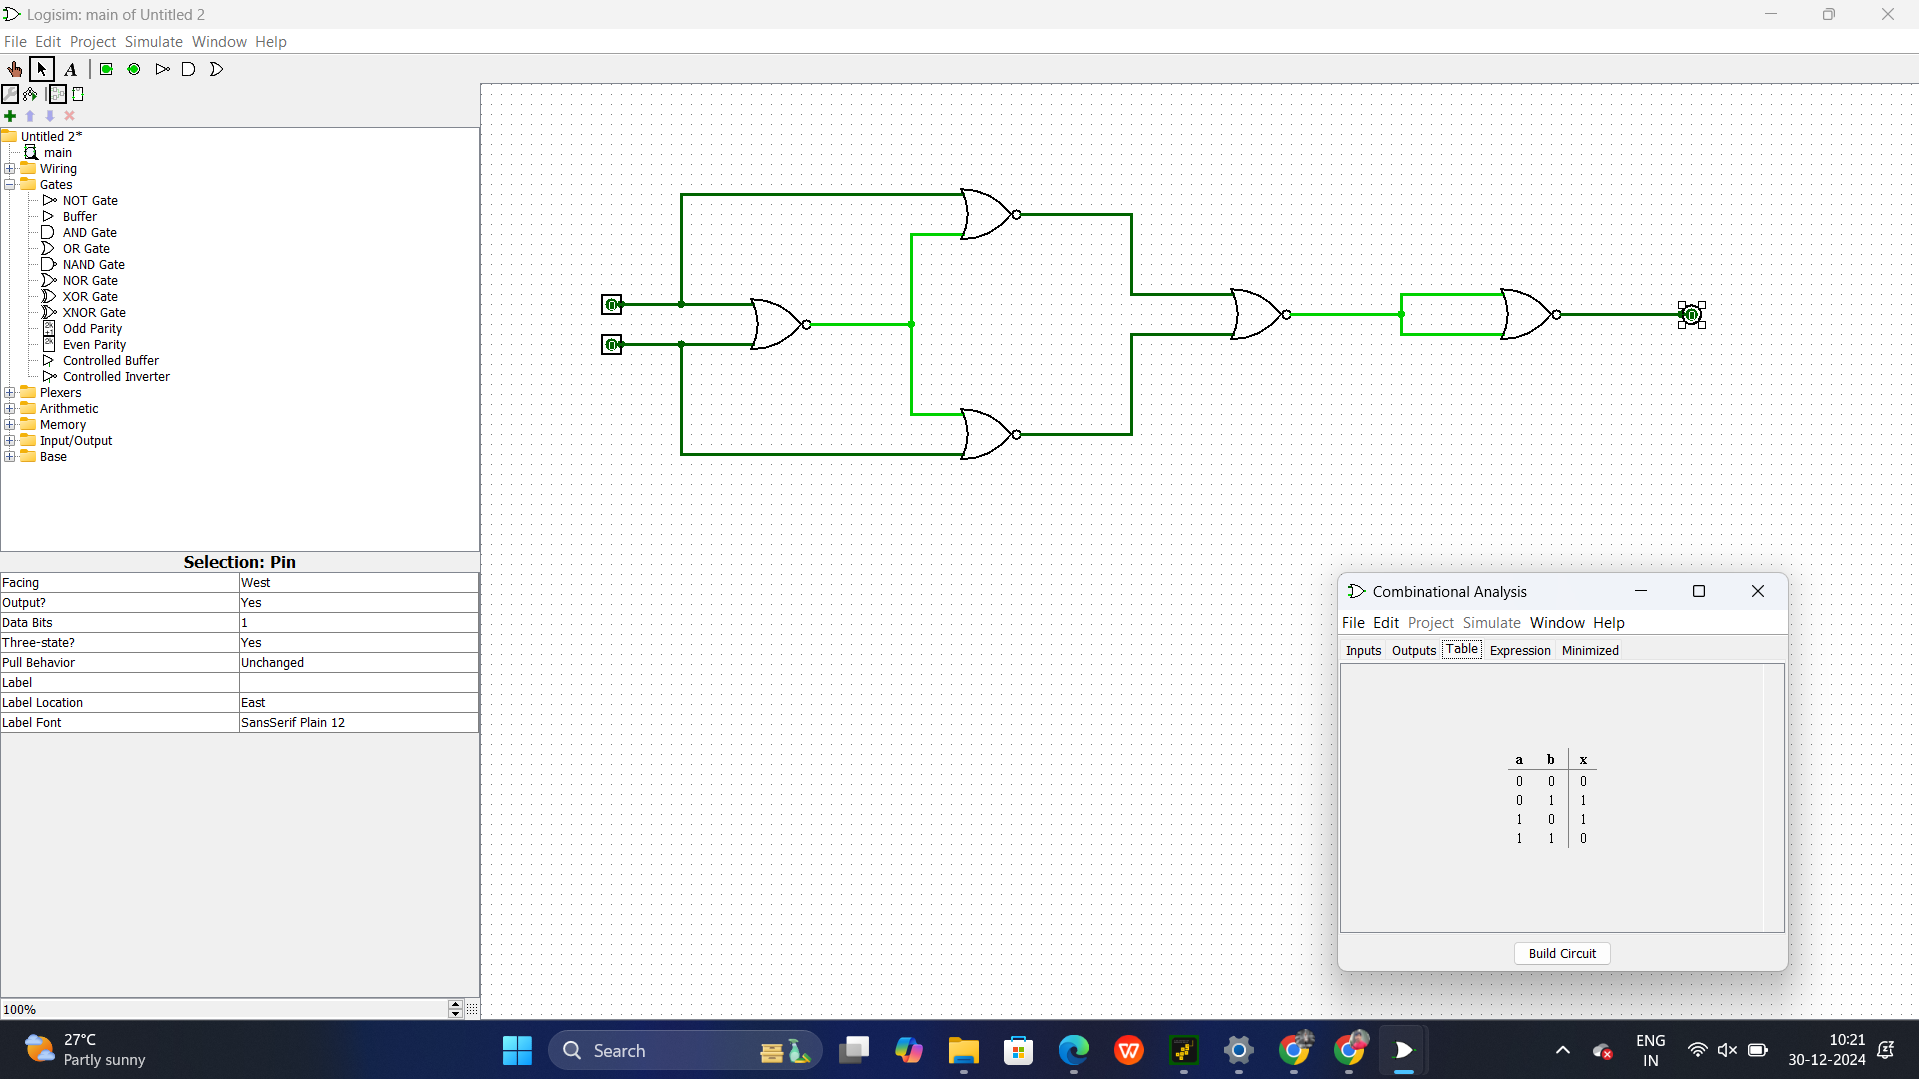 Logisim: main of Untitled 2
File Edit Project Simulate Window Help
A
Untitled 2*
main
Wiring
Gates
NOT Gate
Buffer
AND Gate
OR Gate
NAND Gate
NOR Gate
XOR Gate
XNOR Gate
Odd Parity
Even Parity
Controlled Buffer
Controlled Inverter
Plexers
Arithmetic
Memory
Input/Output
Base
Selection: Pin
Facing West
Output? Yes
Data Bits 1
Three-state? Yes
Pull Behavior Unchanged
Label
Label Location East
Label Font SansSerif Plain 12
100%
Combinational Analysis
File Edit Project Simulate Window Help
Inputs Outputs Table Expression Minimized
a b x
0 0 0
0 1 1
1 0 1
1 1 0
Build Circuit
27°C
Partly sunny
Search
ENG
IN
10:21
30-12-2024